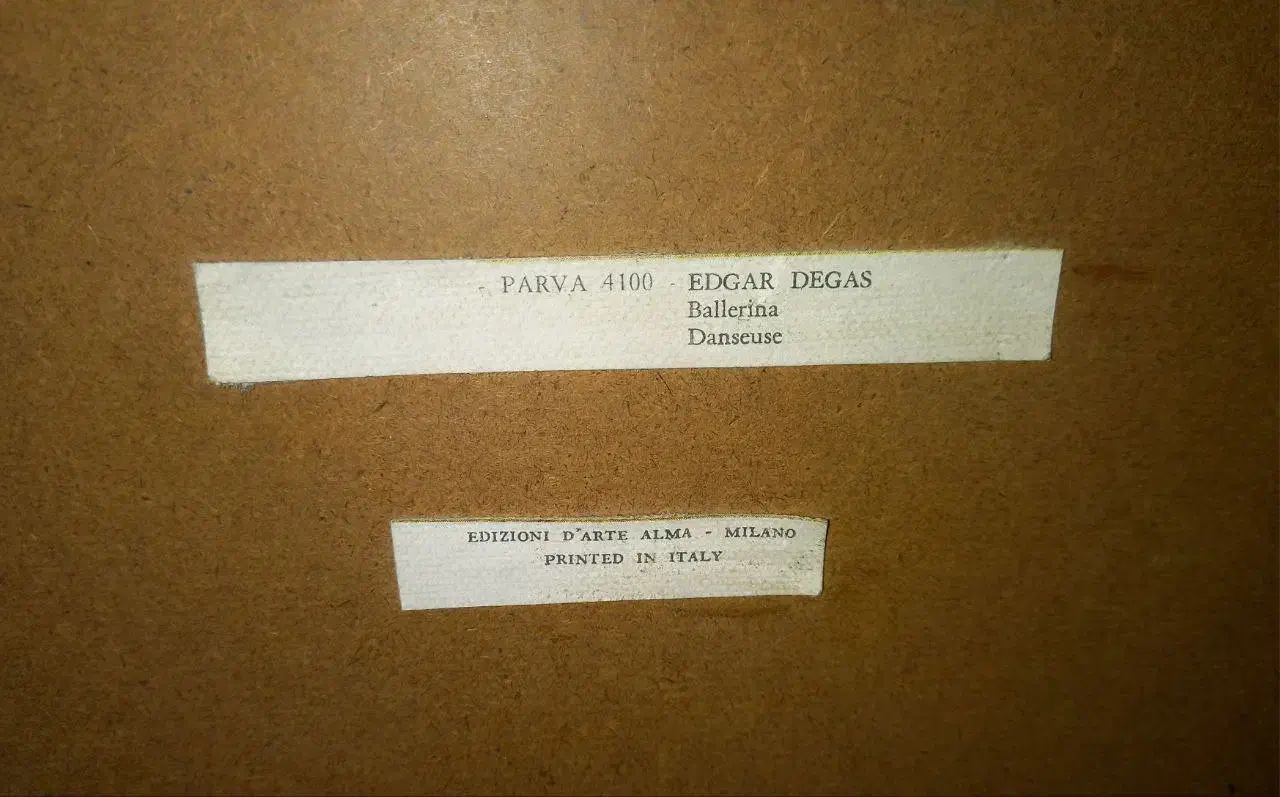 - PARVA 4100 - EDGAR DEGAS
Ballerina
Danseuse
EDIZIONI D'ARTE ALMA - MILANO
PRINTED IN ITALY